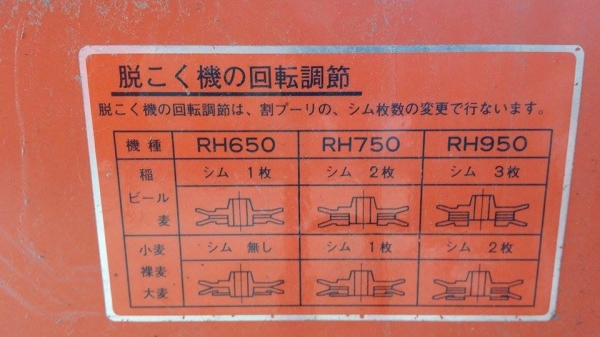 脱こく機の回転調節
脱こく機の回転調節は、割プーリの、シム枚数の変更で行ないます。
機種 RH650 RH750 RH950
稲 シム 1枚 シム 2枚 シム 3枚
ビール
麦
小麦 シム 無し シム 1枚 シム 2枚
裸麦
大麦